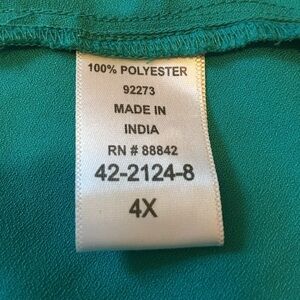 100% POLYESTER
92273
MADE IN
INDIA
RN # 88842
42-2124-8
4X